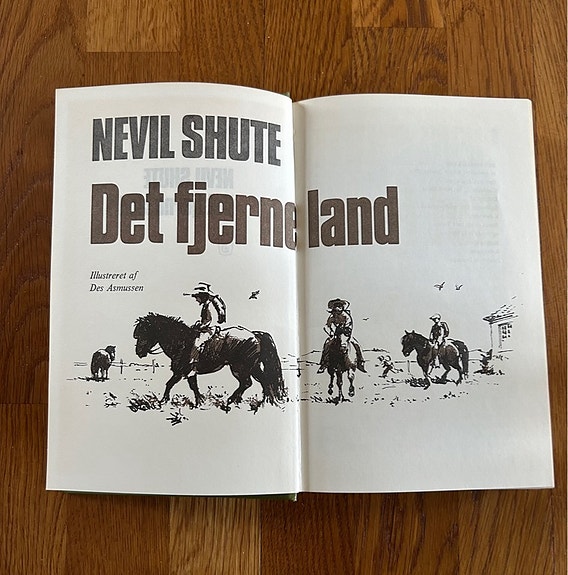 NEVIL SHUTE
Det fjerne land
Illustreret af
Des Asmussen